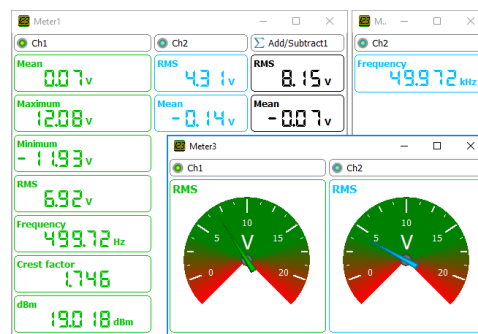 Meter1
Ch1
Ch2
Σ Add/Subtract1
Mean
0.07 v
RMS
4.31 v
RMS
8.15 v
Maximum
12.08 v
Mean
-0.14 v
Mean
-0.07 v
Minimum
-11.93 v
RMS
6.92 v
Frequency
499.72 Hz
Crest factor
1.746
dBm
19.018 dBm
M..
Ch2
Frequency
49.972 kHz
Meter3
Ch1
Ch2
RMS
0
5
10
15
20
V
RMS
0
5
10
15
20
V